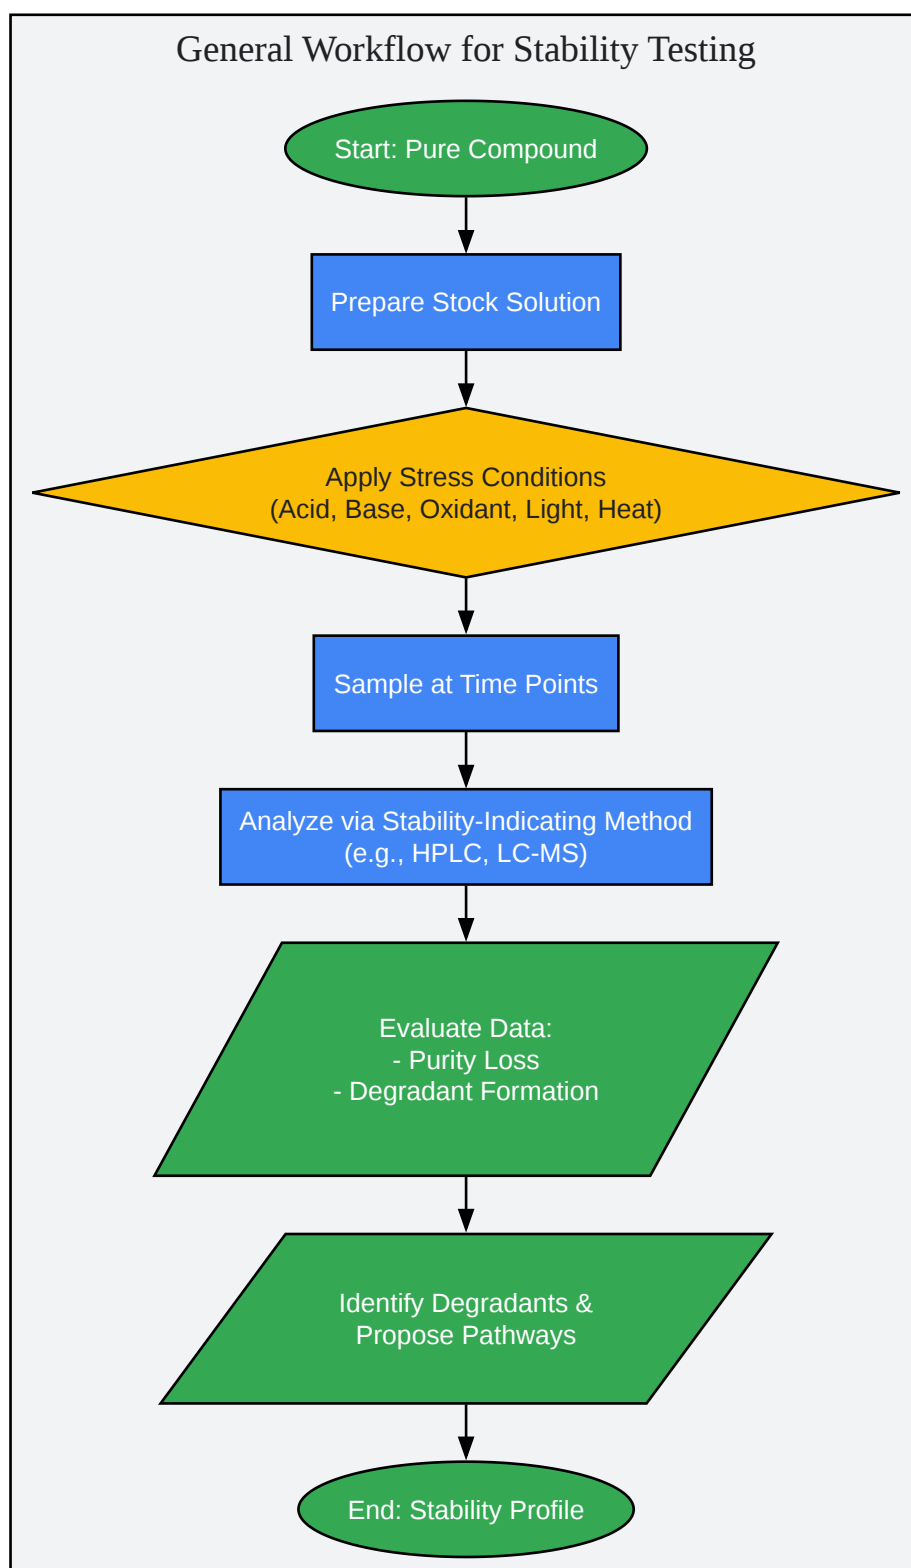 General Workflow for Stability Testing
Start: Pure Compound
Prepare Stock Solution
Apply Stress Conditions
(Acid, Base, Oxidant, Light, Heat)
Sample at Time Points
Analyze via Stability-Indicating Method
(e.g., HPLC, LC-MS)
Evaluate Data:
- Purity Loss
- Degradant Formation
Identify Degradants &
Propose Pathways
End: Stability Profile